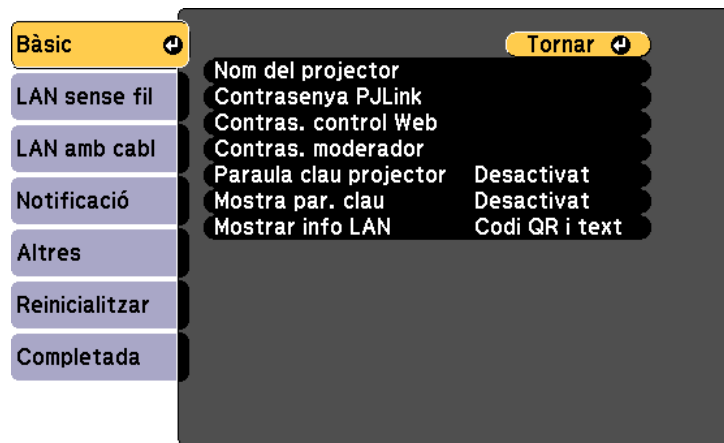 Bàsic
Tornar
Nom del projector
LAN sense fil
Contrasenya PJLink
Contras. control Web
LAN amb cabl
Contras. moderador
Paraula clau projector Desactivat
Notificació
Mostra par. clau Desactivat
Mostrar info LAN Codi QR i text
Altres
Reinicialitzar
Completada